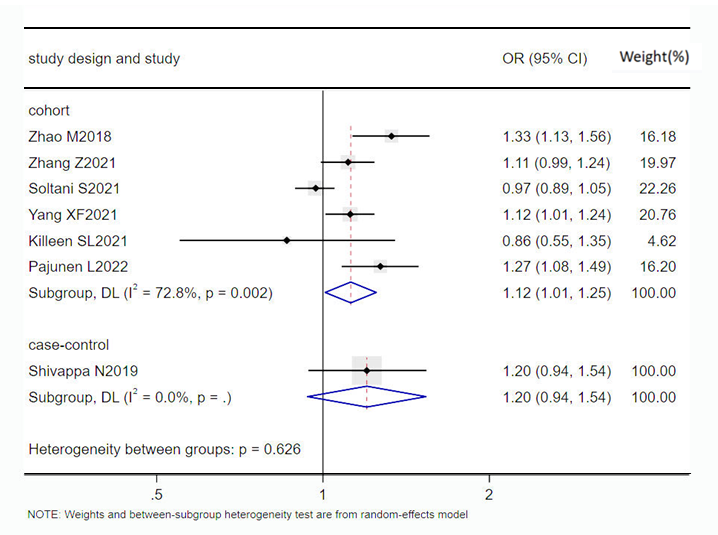 study design and study OR (95% CI) Weight(%)
cohort
Zhao M2018 1.33 (1.13, 1.56) 16.18
Zhang Z2021 1.11 (0.99, 1.24) 19.97
Soltani S2021 0.97 (0.89, 1.05) 22.26
Yang XF2021 1.12 (1.01, 1.24) 20.76
Killeen SL2021 0.86 (0.55, 1.35) 4.62
Pajunen L2022 1.27 (1.08, 1.49) 16.20
Subgroup, DL (I² = 72.8%, p = 0.002) 1.12 (1.01, 1.25) 100.00
case-control
Shivappa N2019 1.20 (0.94, 1.54) 100.00
Subgroup, DL (I² = 0.0%, p = .) 1.20 (0.94, 1.54) 100.00
Heterogeneity between groups: p = 0.626
.5 1 2
NOTE: Weights and between-subgroup heterogeneity test are from random-effects model